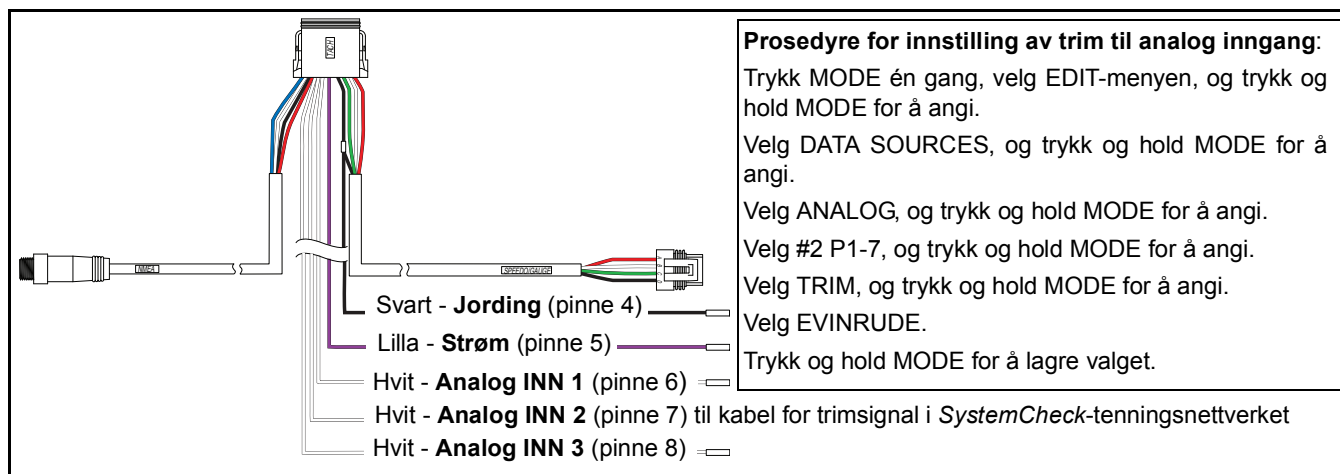 TACH
NMEA
SPEEDO/GAUGE
Svart - Jording (pinne 4)
Lilla - Strøm (pinne 5)
Hvit - Analog INN 1 (pinne 6)
Hvit - Analog INN 2 (pinne 7) til kabel for trimsignal i SystemCheck-tenningsnettverket
Hvit - Analog INN 3 (pinne 8)
Prosedyre for innstilling av trim til analog inngang:
Trykk MODE én gang, velg EDIT-menyen, og trykk og
hold MODE for å angi.
Velg DATA SOURCES, og trykk og hold MODE for å
angi.
Velg ANALOG, og trykk og hold MODE for å angi.
Velg #2 P1-7, og trykk og hold MODE for å angi.
Velg TRIM, og trykk og hold MODE for å angi.
Velg EVINRUDE.
Trykk og hold MODE for å lagre valget.